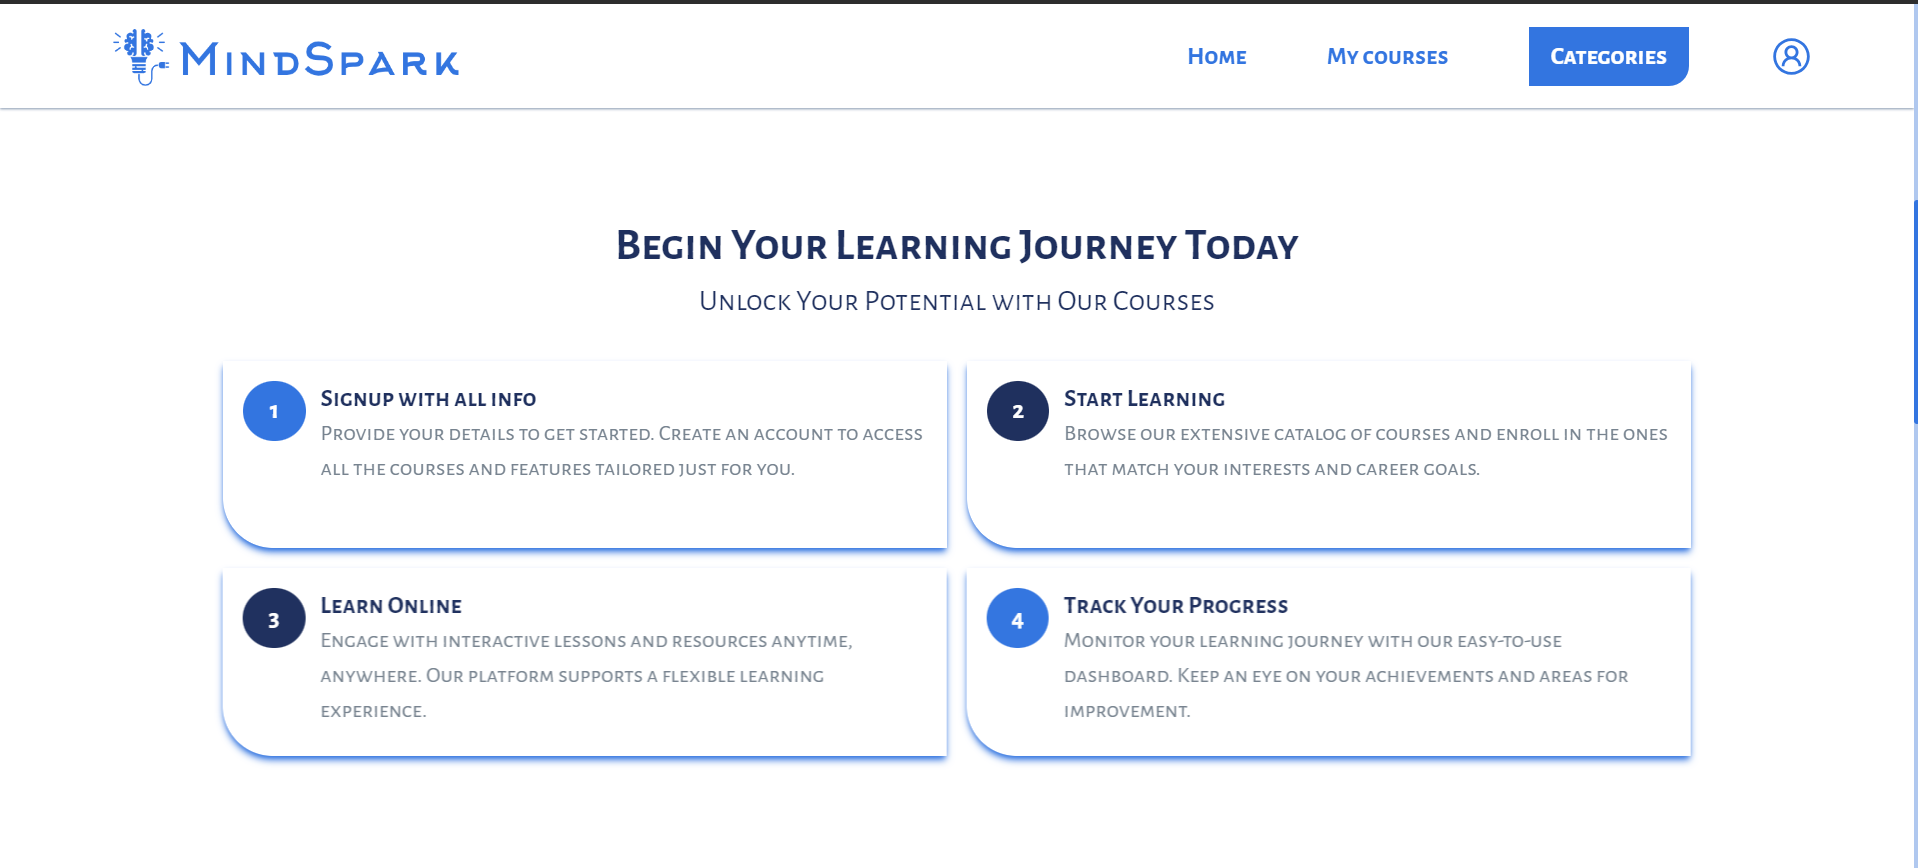 MindSpark
Home
My courses
Categories
Begin Your Learning Journey Today
Unlock Your Potential with Our Courses
1
Signup with all info
Provide your details to get started. Create an account to access
all the courses and features tailored just for you.
2
Start Learning
Browse our extensive catalog of courses and enroll in the ones
that match your interests and career goals.
3
Learn Online
Engage with interactive lessons and resources anytime,
anywhere. Our platform supports a flexible learning
experience.
4
Track Your Progress
Monitor your learning journey with our easy-to-use
dashboard. Keep an eye on your achievements and areas for
improvement.